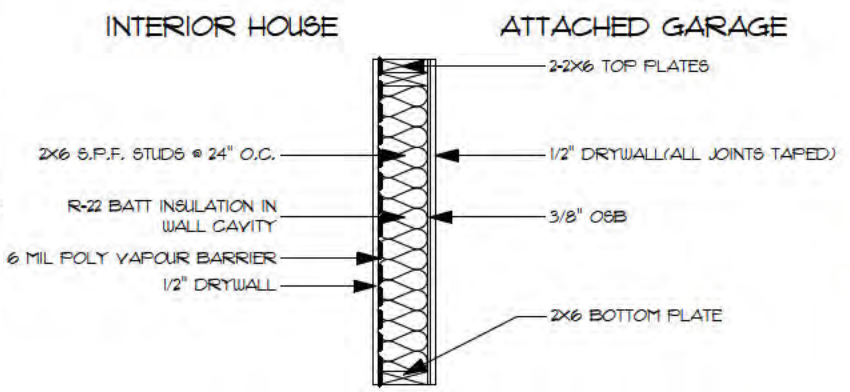 INTERIOR HOUSE
ATTACHED GARAGE
2-2X6 TOP PLATES
2X6 S.P.F. STUDS @ 24" O.C.
1/2" DRYWALL(ALL JOINTS TAPED)
R-22 BATT INSULATION IN
WALL CAVITY
3/8" OSB
6 MIL POLY VAPOUR BARRIER
1/2" DRYWALL
2X6 BOTTOM PLATE